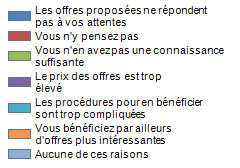 Les offres proposées ne répondent
pas à vos attentes
Vous n'y pensez pas
Vous n'en avez pas une connaissance
suffisante
Le prix des offres est trop
élevé
Les procédures pour en bénéficier
sont trop compliquées
Vous bénéficiez par ailleurs
d'offres plus intéressantes
Aucune de ces raisons